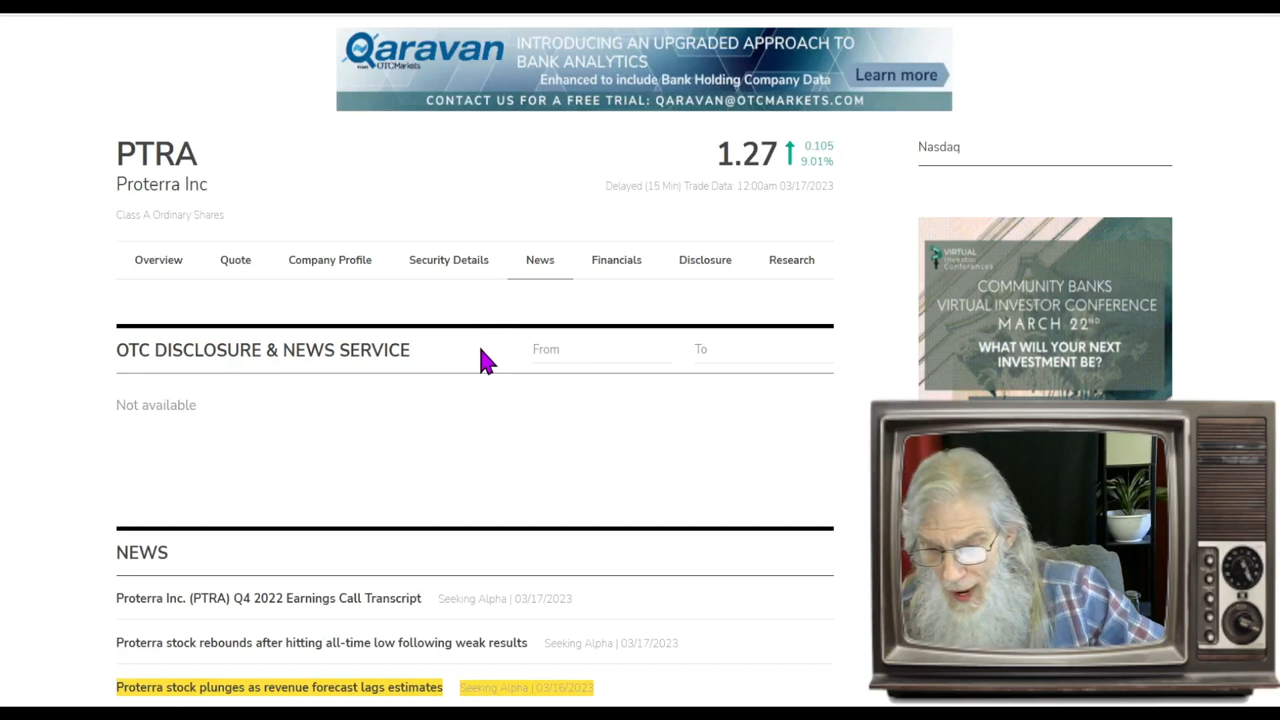 Qaravan
from OTCMarkets
INTRODUCING AN UPGRADED APPROACH TO
BANK ANALYTICS
Enhanced to include Bank Holding Company Data
Learn more
CONTACT US FOR A FREE TRIAL: QARAVAN@OTCMARKETS.COM
PTRA
1.27
0.105
9.01%
Proterra Inc
Delayed (15 Min) Trade Data: 12:00am 03/17/2023
Class A Ordinary Shares
Nasdaq
Overview Quote Company Profile Security Details News Financials Disclosure Research
VIRTUAL
Investor
Conferences
COMMUNITY BANKS
VIRTUAL INVESTOR CONFERENCE
MARCH 22ND
WHAT WILL YOUR NEXT
INVESTMENT BE?
OTC DISCLOSURE & NEWS SERVICE From To
Not available
NEWS
Proterra Inc. (PTRA) Q4 2022 Earnings Call Transcript Seeking Alpha | 03/17/2023
Proterra stock rebounds after hitting all-time low following weak results Seeking Alpha | 03/17/2023
Proterra stock plunges as revenue forecast lags estimates Seeking Alpha | 03/16/2023